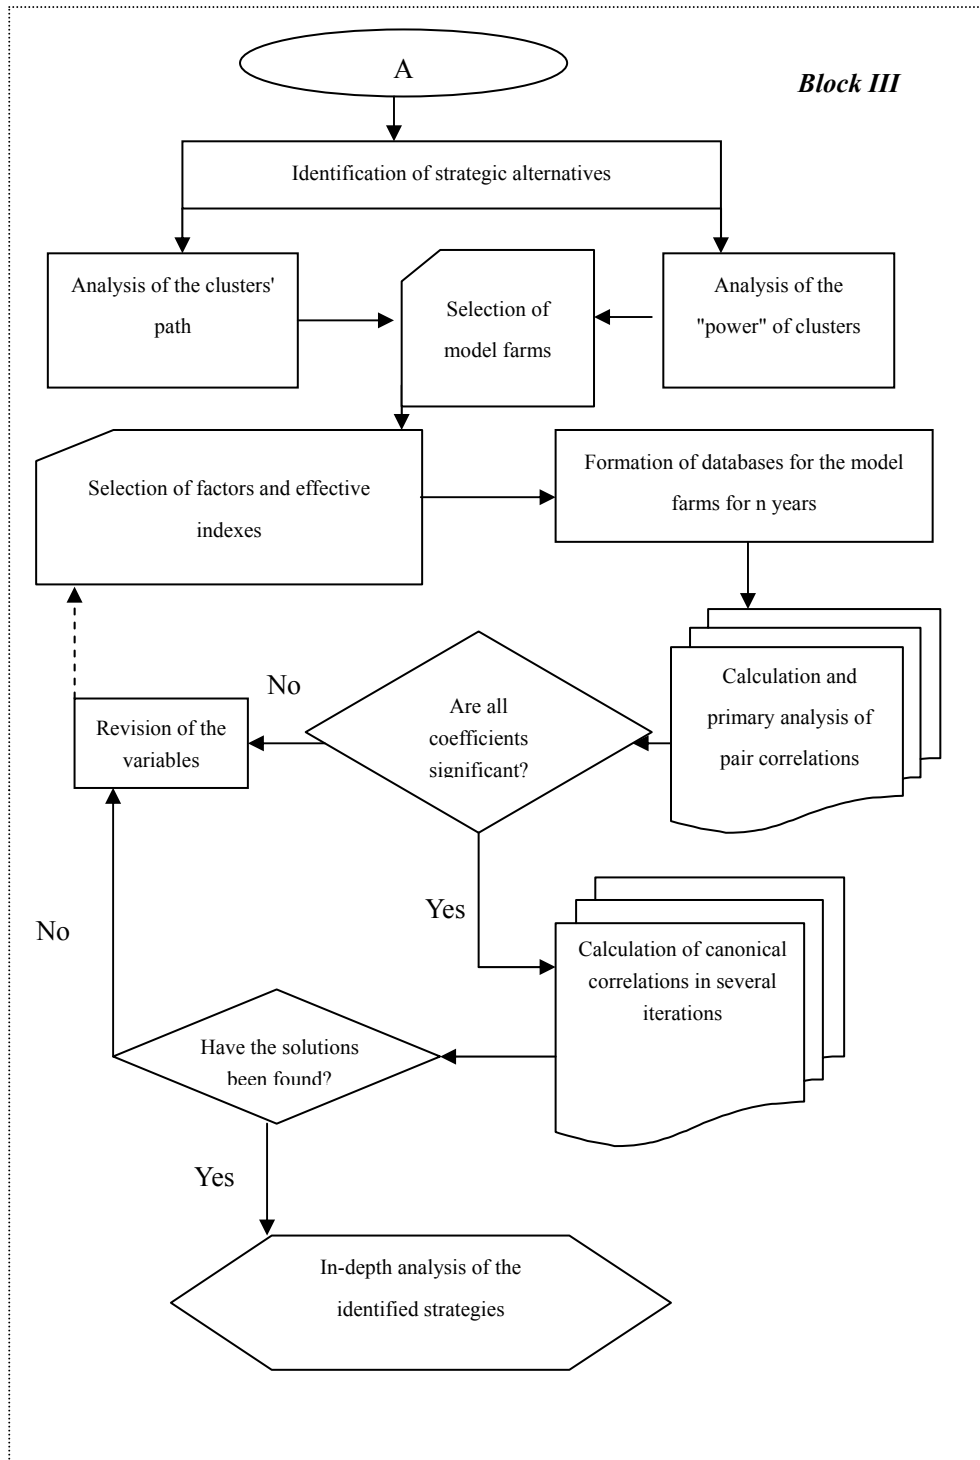 A
Block III
Identification of strategic alternatives
Analysis of the clusters'
path
Selection of
model farms
Analysis of the
"power" of clusters
Selection of factors and effective
indexes
Formation of databases for the model
farms for n years
Calculation and
primary analysis of
pair correlations
No
Are all
coefficients
significant?
Revision of the
variables
Yes
No
Calculation of canonical
correlations in several
iterations
Have the solutions
been found?
Yes
In-depth analysis of the
identified strategies